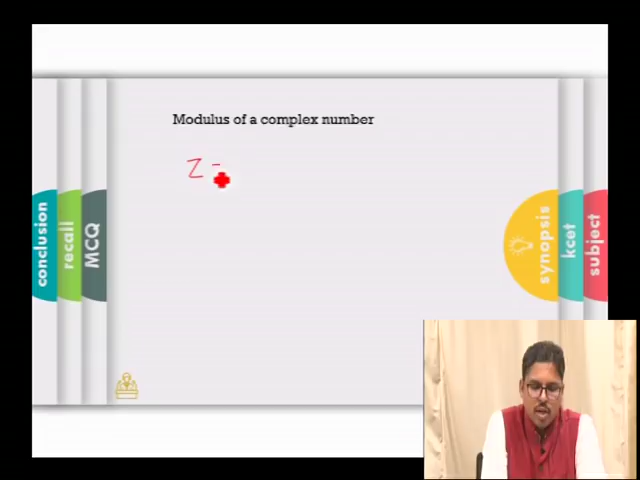 Modulus of a complex number
Z -
conclusion
recall
MCQ
synopsis
kcet
subject